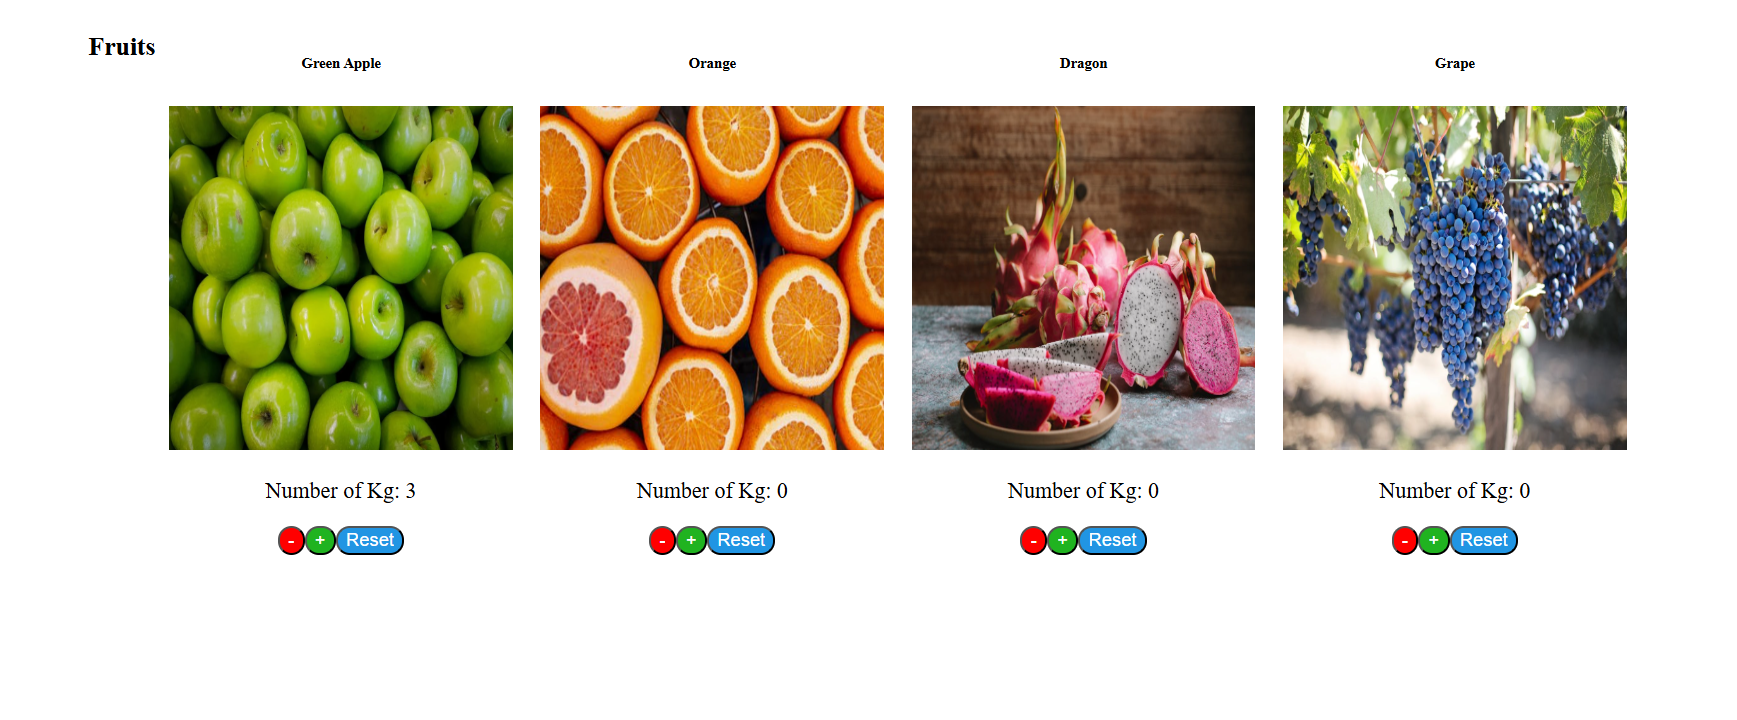 Fruits
Green Apple
Orange
Dragon
Grape
Number of Kg: 3
Number of Kg: 0
Number of Kg: 0
Number of Kg: 0
- + Reset
- + Reset
- + Reset
- + Reset